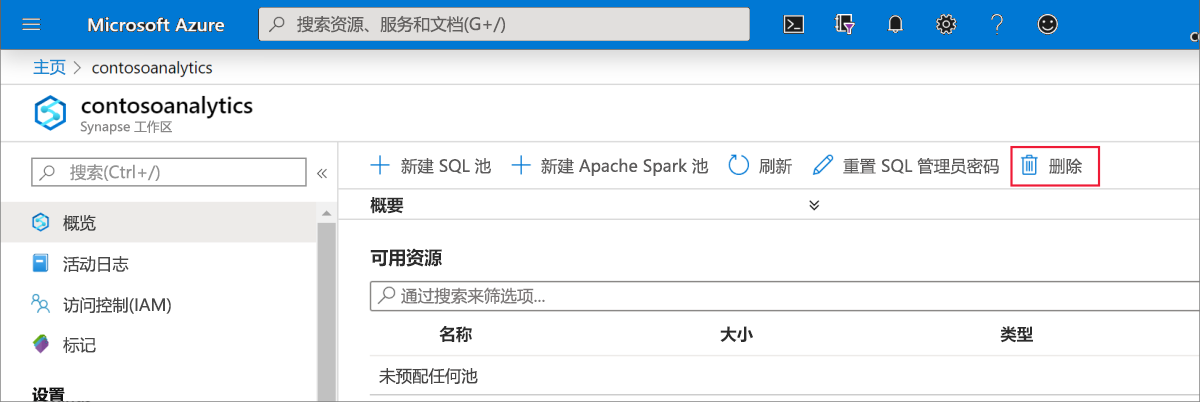 Microsoft Azure
搜索资源、服务和文档(G+/)
主页 > contosoanalytics
contosoanalytics
Synapse 工作区
搜索(Ctrl+/)
«
新建 SQL 池
新建 Apache Spark 池
刷新
重置 SQL 管理员密码
删除
概览
活动日志
访问控制(IAM)
标记
设置
概要
可用资源
通过搜索来筛选项...
名称 大小 类型
未预配任何池